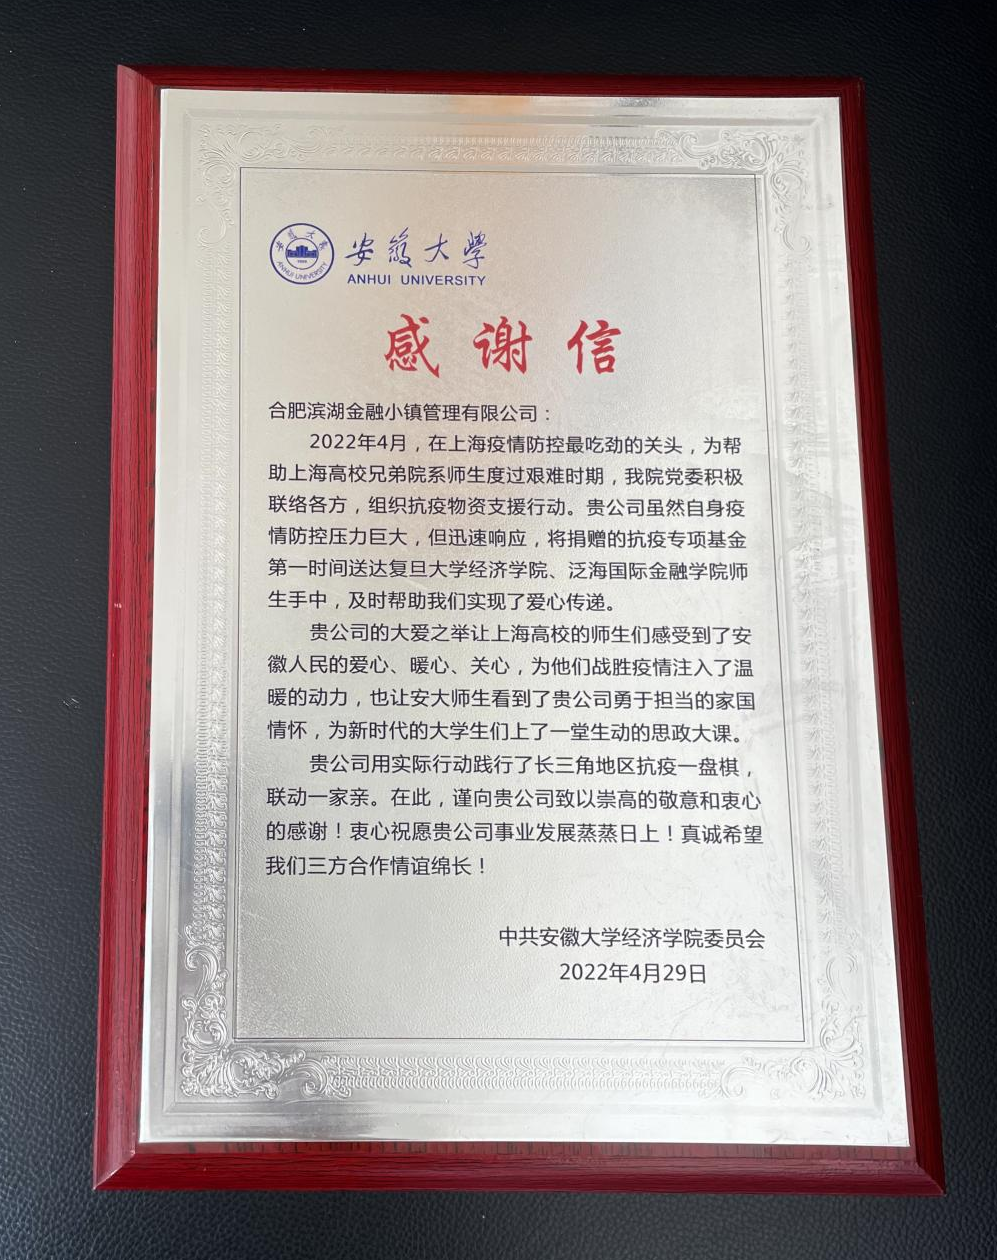 安徽大學
ANHUI UNIVERSITY
安徽大學
ANHUI UNIVERSITY
感谢信
合肥滨湖金融小镇管理有限公司：
2022年4月，在上海疫情防控最吃劲的关头，为帮
助上海高校兄弟院系师生度过艰难时期，我院党委积极
联络各方，组织抗疫物资支援行动。贵公司虽然自身疫
情防控压力巨大，但迅速响应，将捐赠的抗疫专项基金
第一时间送达复旦大学经济学院、泛海国际金融学院师
生手中，及时帮助我们实现了爱心传递。
贵公司的大爱之举让上海高校的师生们感受到了安
徽人民的爱心、暖心、关心，为他们战胜疫情注入了温
暖的动力，也让安大师生看到了贵公司勇于担当的家国
情怀，为新时代的大学生们上了一堂生动的思政大课。
贵公司用实际行动践行了长三角地区抗疫一盘棋，
联动一家亲。在此，谨向贵公司致以崇高的敬意和衷心
的感谢！衷心祝愿贵公司事业发展蒸蒸日上！真诚希望
我们三方合作情谊绵长！
中共安徽大学经济学院委员会
2022年4月29日